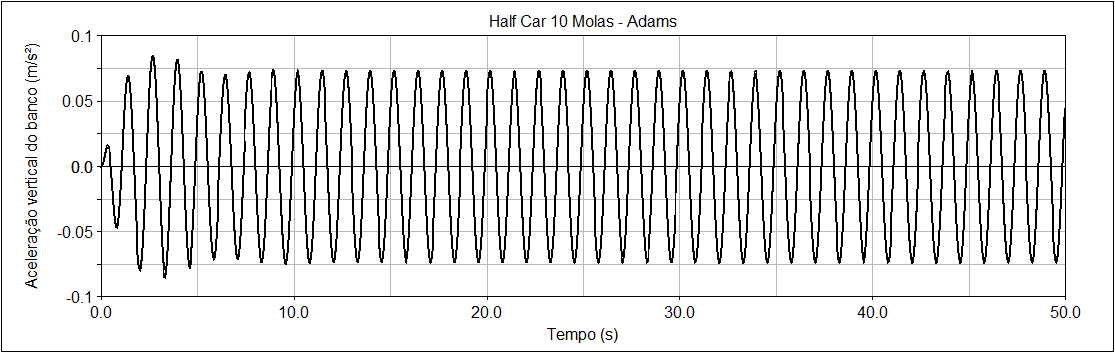 Half Car 10 Molas - Adams
Aceleração vertical do banco (m/s²)
0.1
0.05
0.0
-0.05
-0.1
0.0 10.0 20.0 30.0 40.0 50.0
Tempo (s)